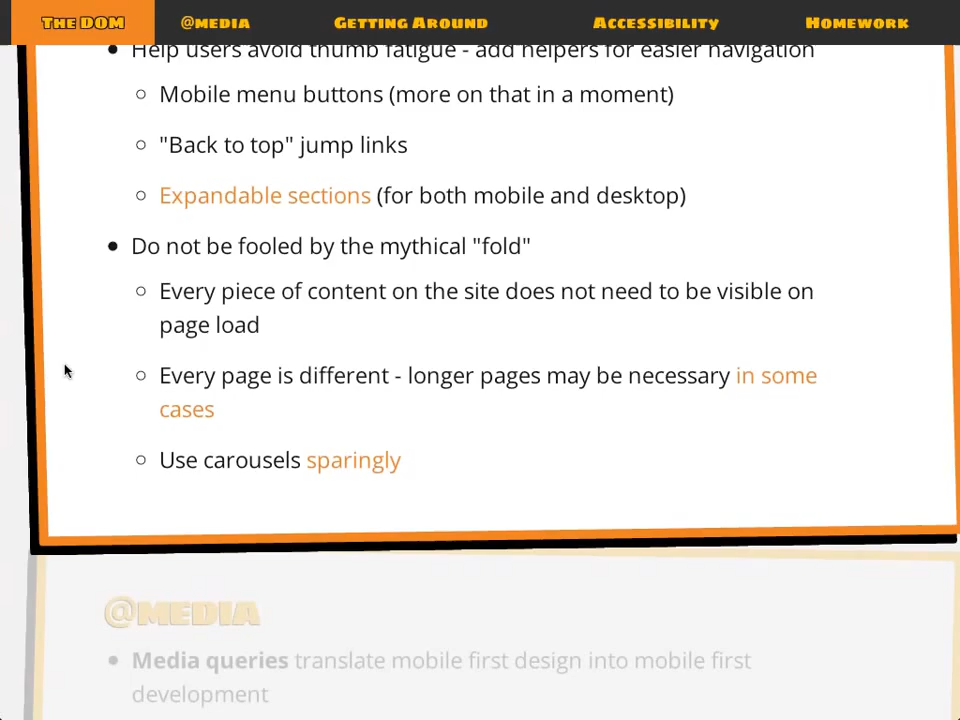 The DOM
@media
Getting Around
Accessibility
Homework
Help users avoid thumb fatigue - add helpers for easier navigation
Mobile menu buttons (more on that in a moment)
"Back to top" jump links
Expandable sections (for both mobile and desktop)
Do not be fooled by the mythical "fold"
Every piece of content on the site does not need to be visible on
page load
Every page is different - longer pages may be necessary in some
cases
Use carousels sparingly
@media
Media queries translate mobile first design into mobile first
development